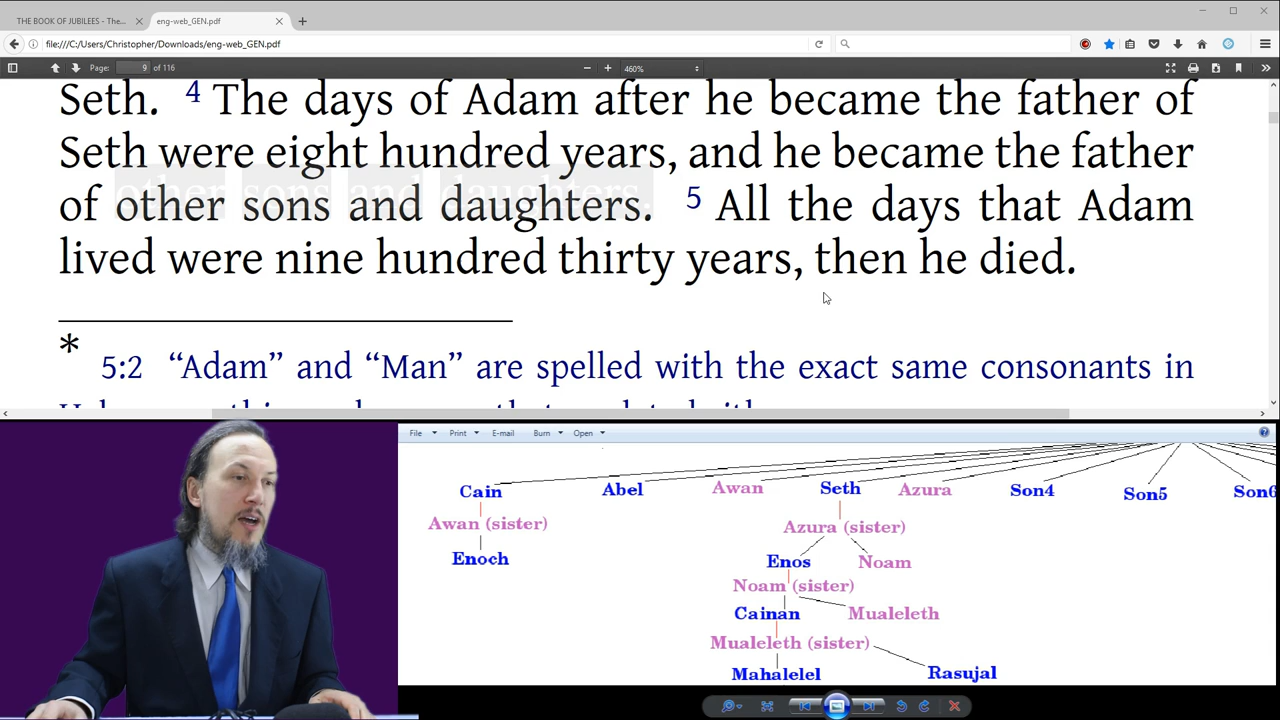 THE BOOK OF JUBILEES - The...
eng-web_GEN.pdf
file:///C:/Users/Christopher/Downloads/eng-web_GEN.pdf
Page: 9 of 116
460%
Seth. 4 The days of Adam after he became the father of
Seth were eight hundred years, and he became the father
of other sons and daughters. 5 All the days that Adam
lived were nine hundred thirty years, then he died.
*
5:2 “Adam” and “Man” are spelled with the exact same consonants in
File Print E-mail Burn Open
Cain Abel Awan Seth Azura Son4 Son5 Son6
Awan (sister) Azura (sister)
Enoch Enos Noam
Noam (sister)
Cainan Mualeleth
Mualeleth (sister)
Mahalelel Rasujal